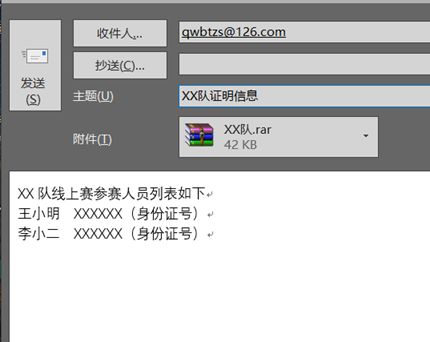 收件人..
qwbtzs@126.com
发送
(S)
抄送(C)...
主题(U)
XX队证明信息
附件(T)
XX队.rar
42 KB
XX 队线上赛参赛人员列表如下
王小明 XXXXXX（身份证号）
李小二 XXXXXX（身份证号）